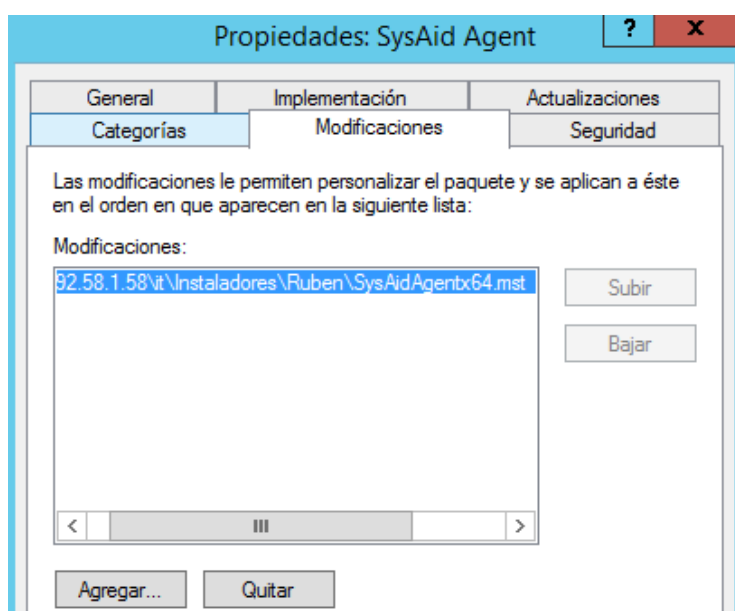 Propiedades: SysAid Agent
? x
General Implementación Actualizaciones
Categorías Modificaciones Seguridad
Las modificaciones le permiten personalizar el paquete y se aplican a éste
en el orden en que aparecen en la siguiente lista:
Modificaciones:
92.58.1.58\it\Instaladores\Ruben\SysAidAgentx64.mst
Subir
Bajar
Agregar... Quitar